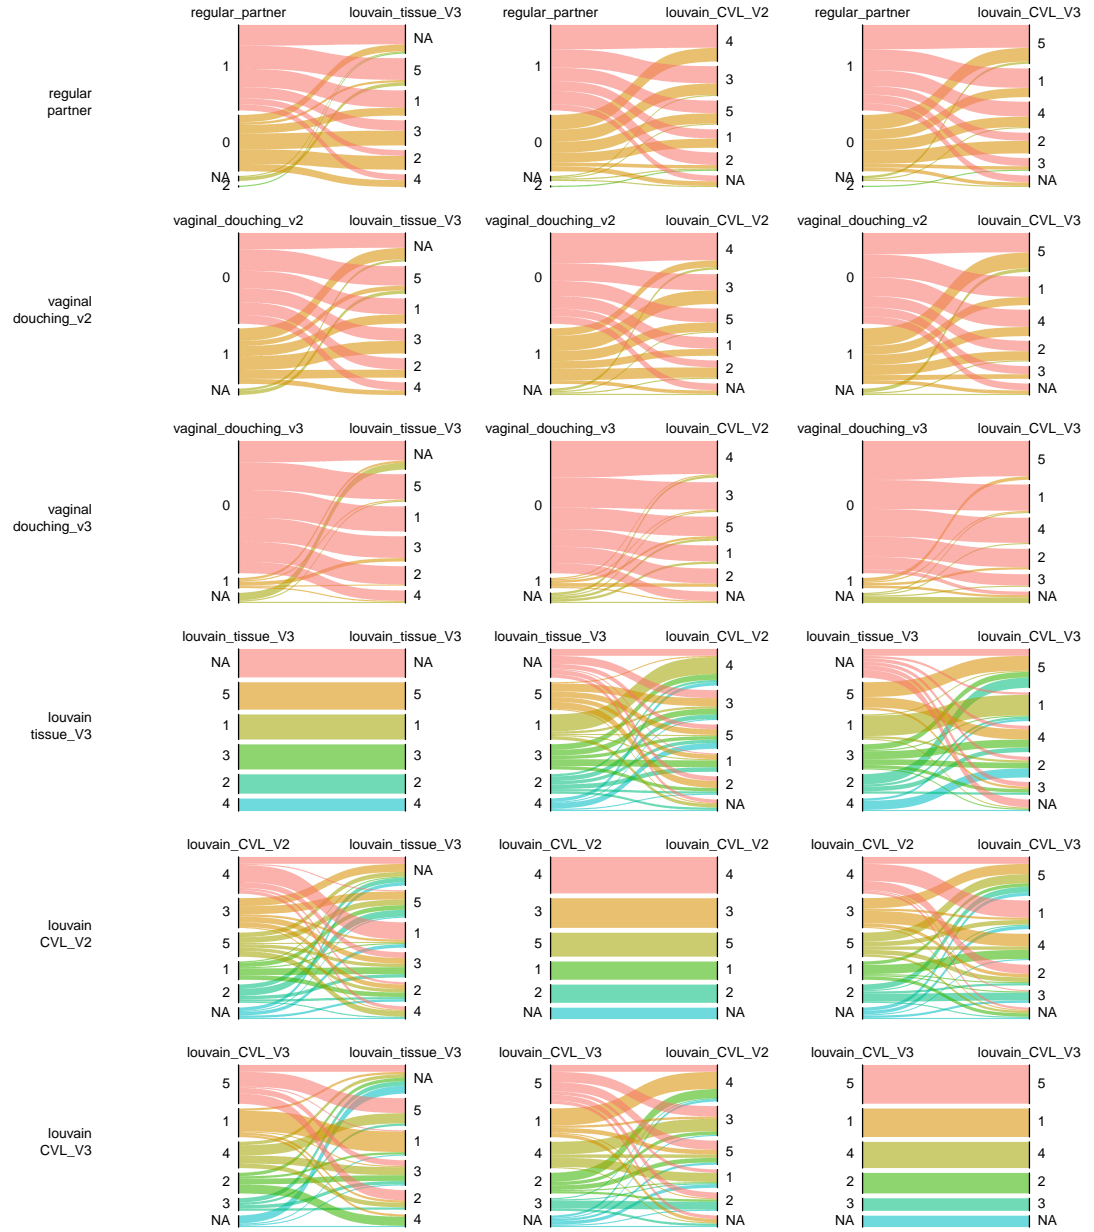 regular_partner louvain_tissue_V3 regular_partner louvain_CVL_V2 regular_partner louvain_CVL_V3
regular
partner
1
0
NA
2
NA
5
1
3
2
4
1
0
NA
2
4
3
5
1
2
NA
1
0
NA
2
5
1
4
2
3
NA
vaginal_douching_v2 louvain_tissue_V3 vaginal_douching_v2 louvain_CVL_V2 vaginal_douching_v2 louvain_CVL_V3
vaginal
douching_v2
0
1
NA
NA
5
1
3
2
4
0
1
NA
4
3
5
1
2
NA
0
1
NA
5
1
4
2
3
NA
vaginal_douching_v3 louvain_tissue_V3 vaginal_douching_v3 louvain_CVL_V2 vaginal_douching_v3 louvain_CVL_V3
vaginal
douching_v3
0
1
NA
NA
5
1
3
2
4
0
1
NA
4
3
5
1
2
NA
0
1
NA
5
1
4
2
3
NA
louvain_tissue_V3 louvain_tissue_V3 louvain_tissue_V3 louvain_CVL_V2 louvain_tissue_V3 louvain_CVL_V3
louvain
tissue_V3
NA
5
1
3
2
4
NA
5
1
3
2
4
NA
5
1
3
2
4
4
3
5
1
2
NA
NA
5
1
3
2
4
5
1
4
2
3
NA
louvain_CVL_V2 louvain_tissue_V3 louvain_CVL_V2 louvain_CVL_V2 louvain_CVL_V2 louvain_CVL_V3
louvain
CVL_V2
4
3
5
1
2
NA
NA
5
1
3
2
4
4
3
5
1
2
NA
4
3
5
1
2
NA
4
3
5
1
2
NA
5
1
4
2
3
NA
louvain_CVL_V3 louvain_tissue_V3 louvain_CVL_V3 louvain_CVL_V2 louvain_CVL_V3 louvain_CVL_V3
louvain
CVL_V3
5
1
4
2
3
NA
NA
5
1
3
2
4
5
1
4
2
3
NA
4
3
5
1
2
NA
5
1
4
2
3
NA
5
1
4
2
3
NA